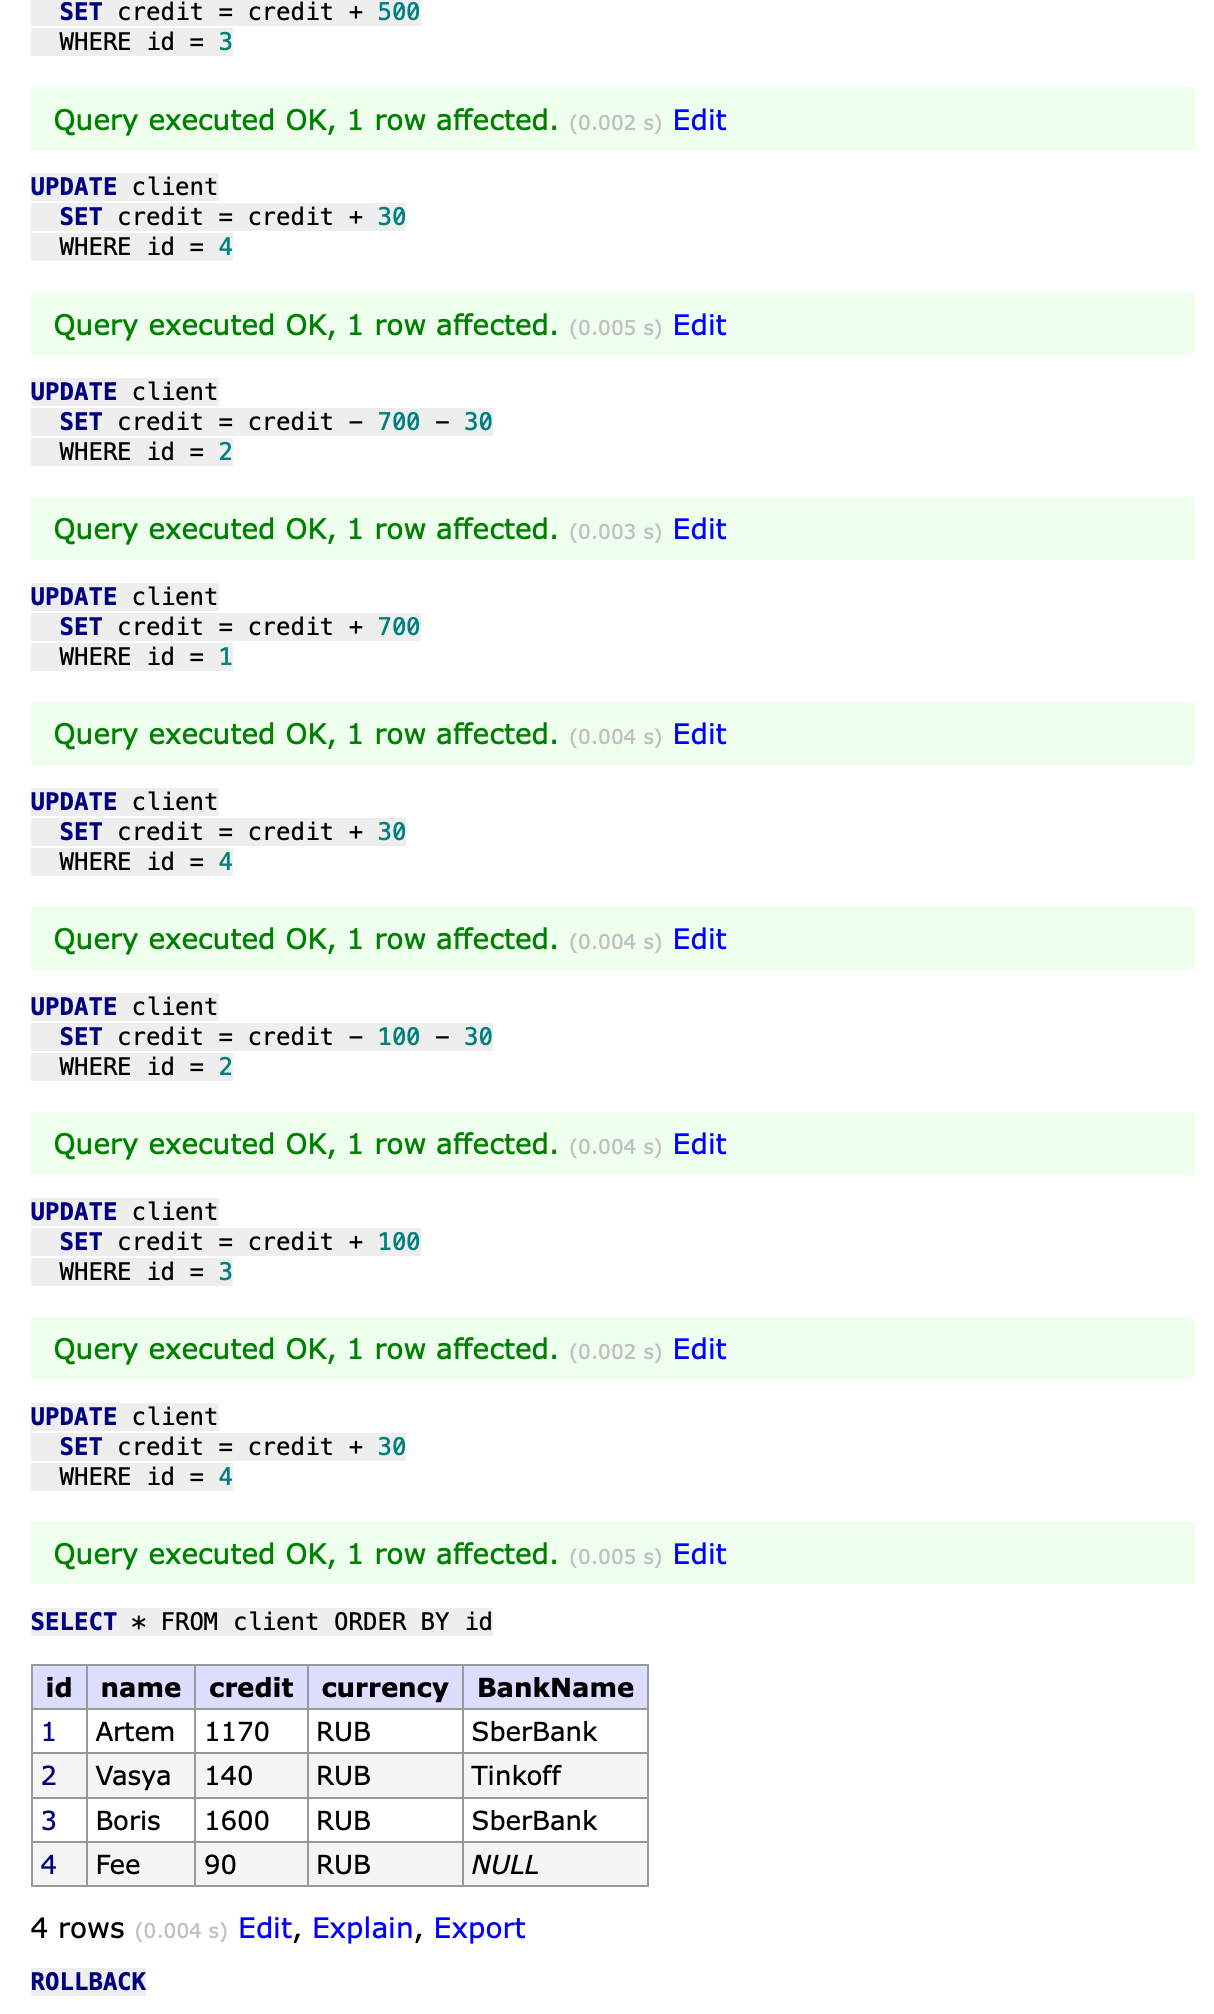 SET credit = credit + 500
WHERE id = 3
Query executed OK, 1 row affected. (0.002 s) Edit
UPDATE client
SET credit = credit + 30
WHERE id = 4
Query executed OK, 1 row affected. (0.005 s) Edit
UPDATE client
SET credit = credit − 700 − 30
WHERE id = 2
Query executed OK, 1 row affected. (0.003 s) Edit
UPDATE client
SET credit = credit + 700
WHERE id = 1
Query executed OK, 1 row affected. (0.004 s) Edit
UPDATE client
SET credit = credit + 30
WHERE id = 4
Query executed OK, 1 row affected. (0.004 s) Edit
UPDATE client
SET credit = credit − 100 − 30
WHERE id = 2
Query executed OK, 1 row affected. (0.004 s) Edit
UPDATE client
SET credit = credit + 100
WHERE id = 3
Query executed OK, 1 row affected. (0.002 s) Edit
UPDATE client
SET credit = credit + 30
WHERE id = 4
Query executed OK, 1 row affected. (0.005 s) Edit
SELECT * FROM client ORDER BY id
id name credit currency BankName
1 Artem 1170 RUB SberBank
2 Vasya 140 RUB Tinkoff
3 Boris 1600 RUB SberBank
4 Fee 90 RUB NULL
4 rows (0.004 s) Edit, Explain, Export
ROLLBACK